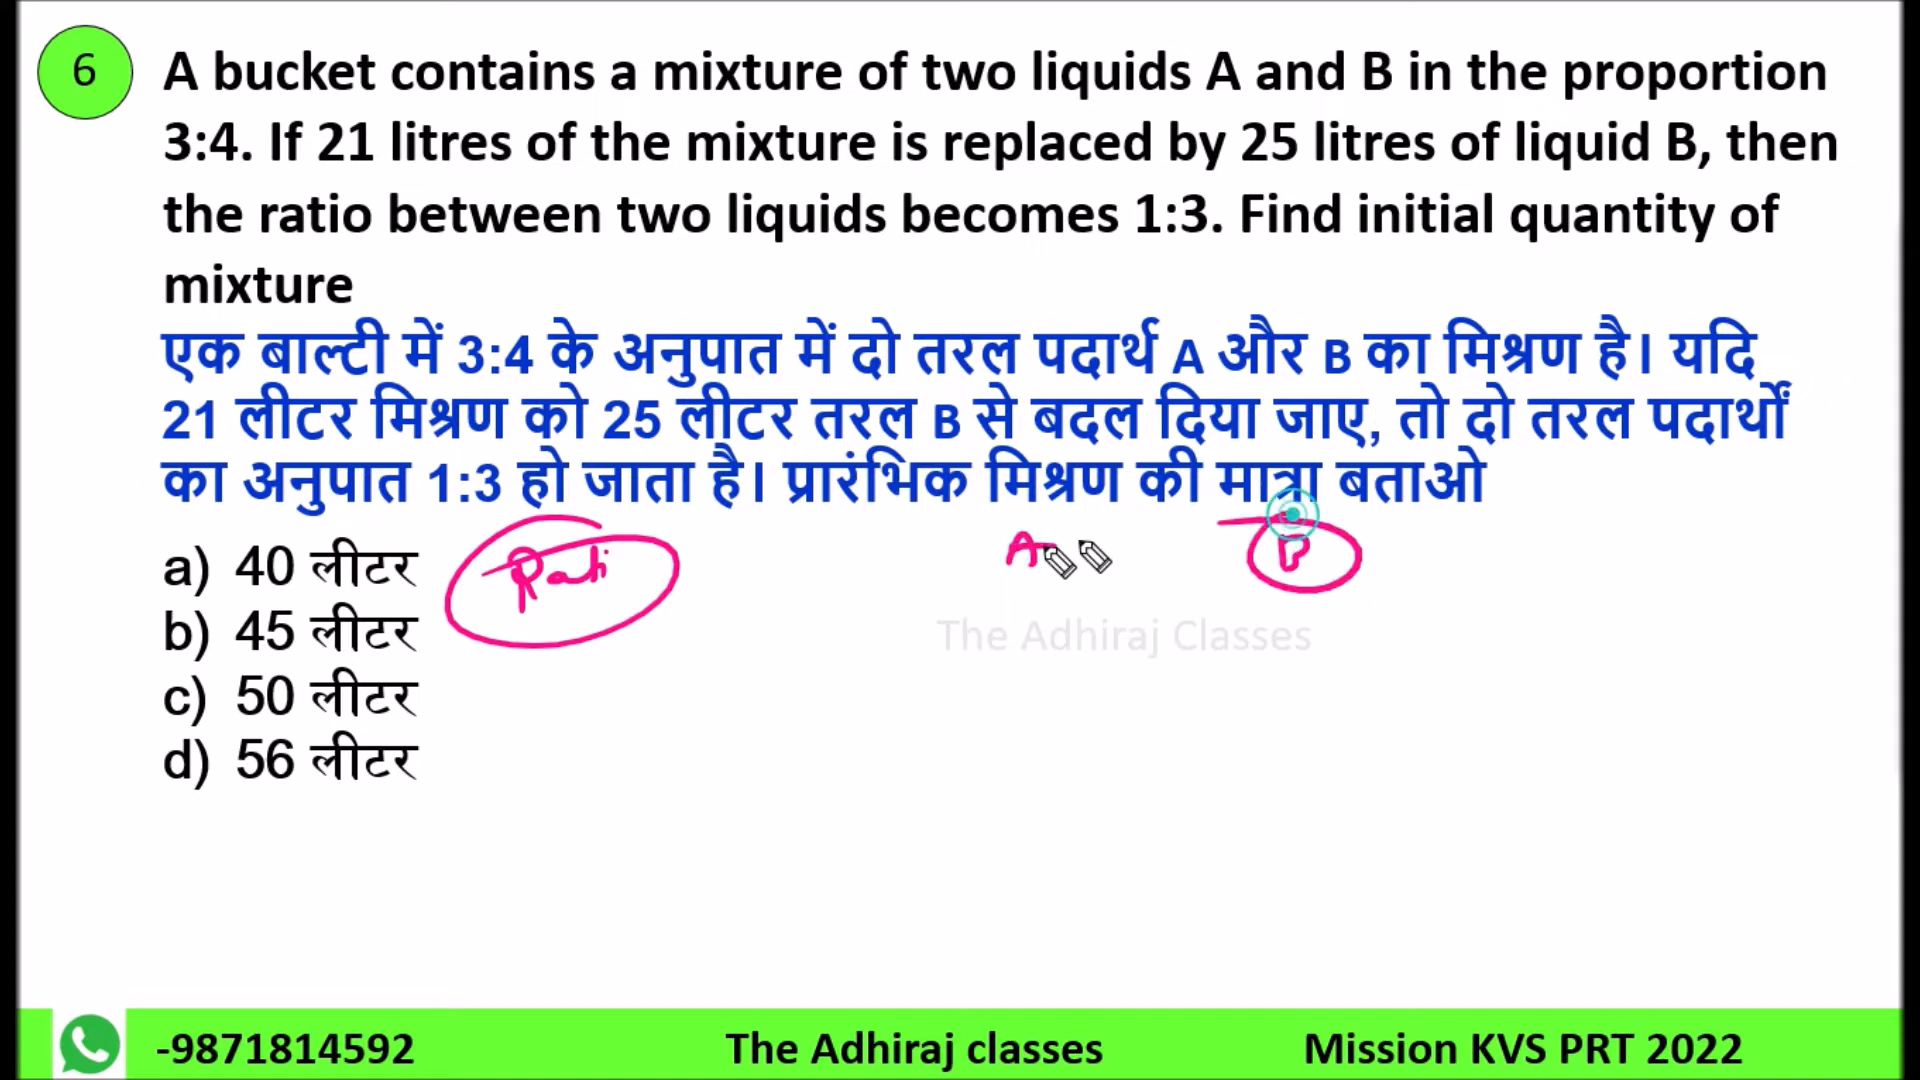 6
A bucket contains a mixture of two liquids A and B in the proportion
3:4. If 21 litres of the mixture is replaced by 25 litres of liquid B, then
the ratio between two liquids becomes 1:3. Find initial quantity of
mixture
एक बाल्टी में 3:4 के अनुपात में दो तरल पदार्थ A और B का मिश्रण है। यदि
21 लीटर मिश्रण को 25 लीटर तरल B से बदल दिया जाए, तो दो तरल पदार्थों
का अनुपात 1:3 हो जाता है। प्रारंभिक मिश्रण की मात्रा बताओ
a) 40 लीटर
b) 45 लीटर
c) 50 लीटर
d) 56 लीटर
A
The Adhiraj Classes
-9871814592 The Adhiraj classes Mission KVS PRT 2022